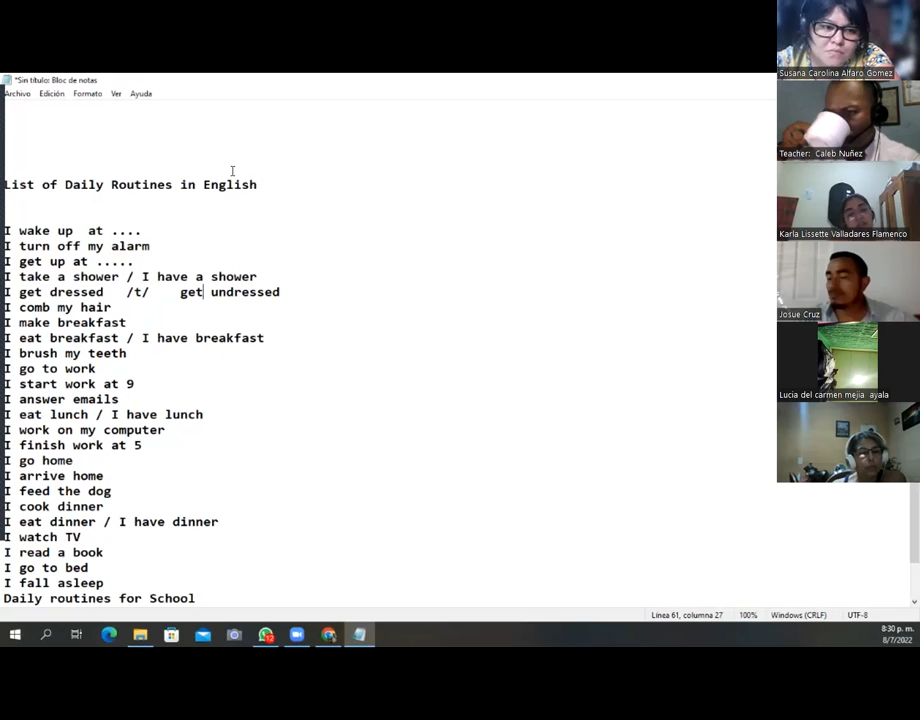 *Sin título: Bloc de notas
Archivo Edición Formato Ver Ayuda
List of Daily Routines in English
I wake up at ....
I turn off my alarm
I get up at .....
I take a shower / I have a shower
I get dressed /t/ get undressed
I comb my hair
I make breakfast
I eat breakfast / I have breakfast
I brush my teeth
I go to work
I start work at 9
I answer emails
I eat lunch / I have lunch
I work on my computer
I finish work at 5
I go home
I arrive home
I feed the dog
I cook dinner
I eat dinner / I have dinner
I watch TV
I read a book
I go to bed
I fall asleep
Daily routines for School
Línea 61, columna 27 100% Windows (CRLF) UTF-8
12
8:30 p. m.
8/7/2022
Susana Carolina Alfaro Gomez
Teacher: Caleb Nuñez
Karla Lissette Valladares Flamenco
Josue Cruz
Lucia del carmen mejia ayala